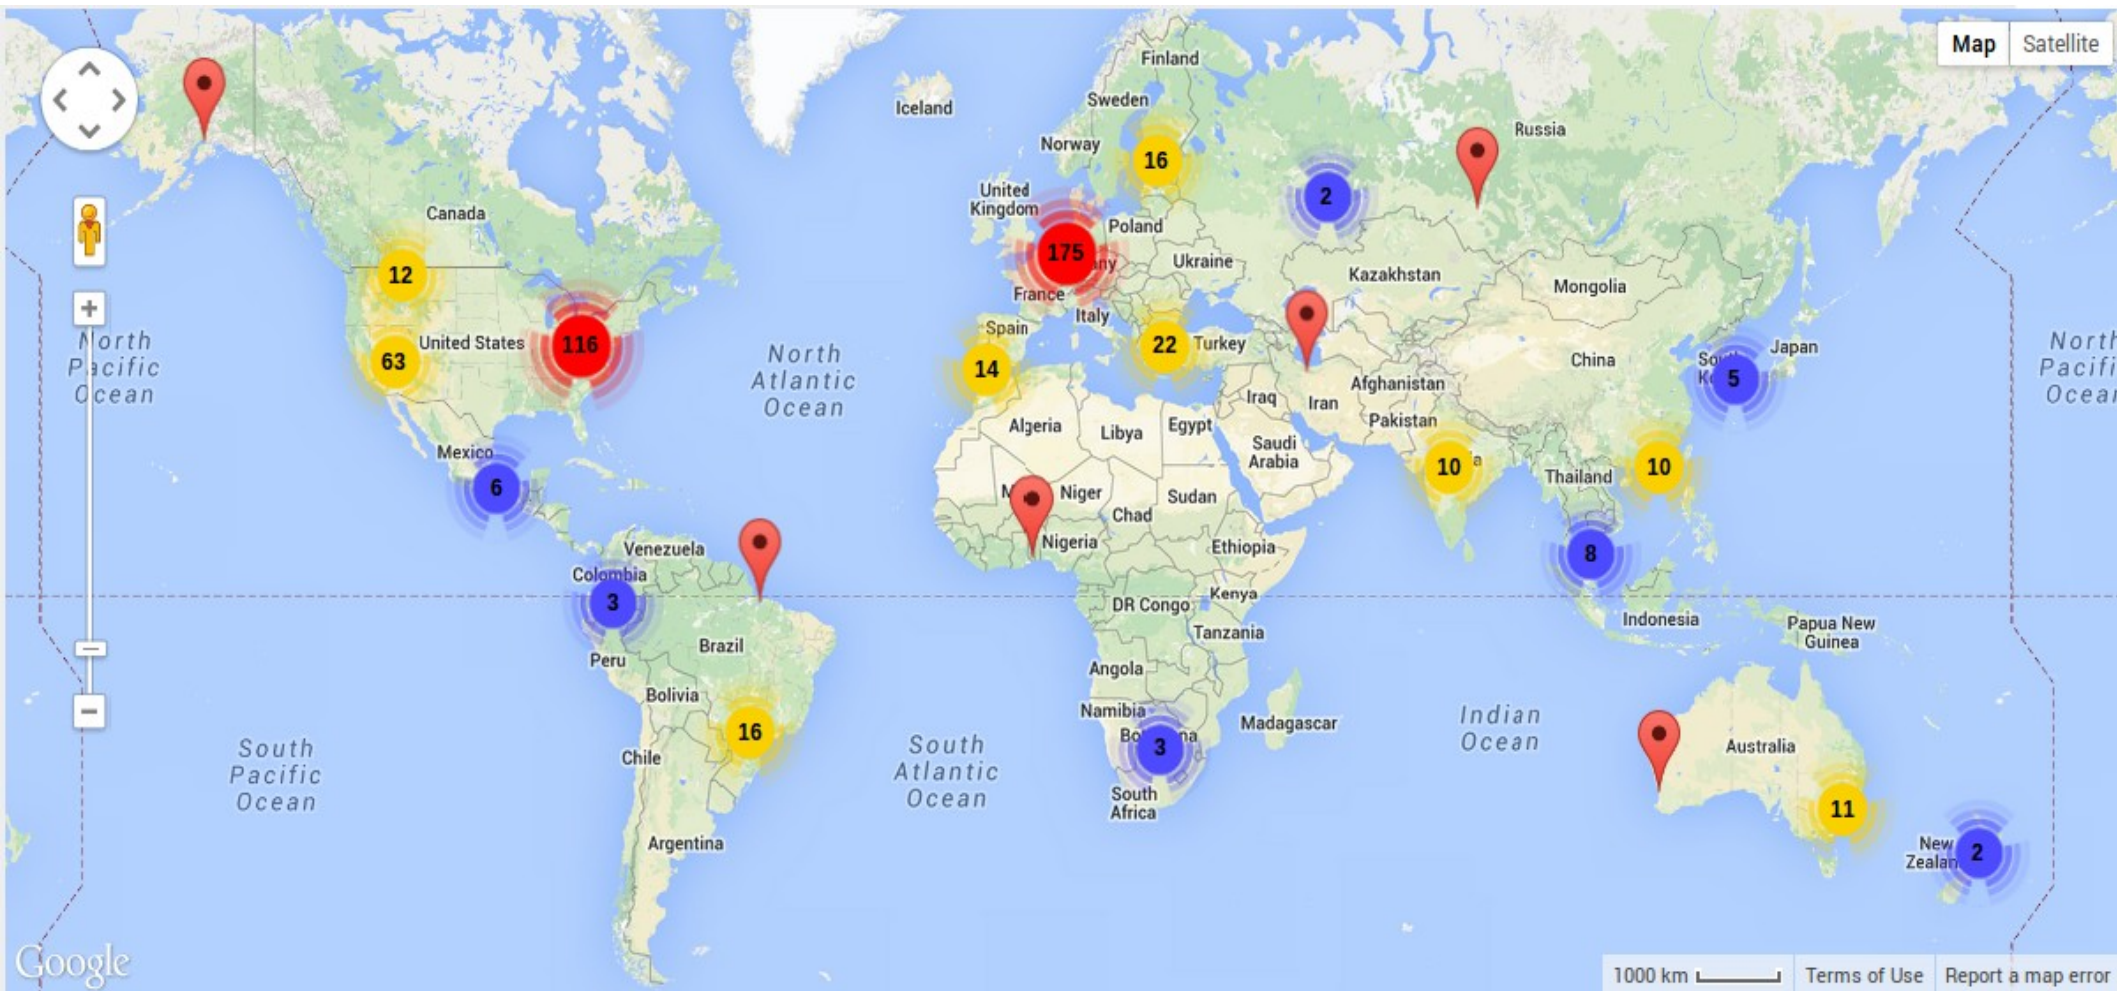 Map
Satellite
Finland
Iceland
Sweden
Russia
Norway
16
2
United
Kingdom
Canada
Poland
175
Ukraine
12
Kazakhstan
Mongolia
France
Italy
Spain
United States
116
North
Pacific
Ocean
63
North
Atlantic
Ocean
14
22
Turkey
China
Japan
5
North
Pacifi
Ocea
Afghanistan
Iraq
Iran
Pakistan
Algeria
Libya
Egypt
Saudi
Arabia
Mexico
6
10
10
Thailand
Niger
Sudan
Chad
Nigeria
Ethiopia
8
Venezuela
Colombia
3
DR Congo
Kenya
Indonesia
Papua New
Guinea
Tanzania
Brazil
Peru
Angola
Bolivia
Namibia
Madagascar
Indian
Ocean
16
3
Australia
South
Pacific
Ocean
Chile
South
Atlantic
Ocean
South
Africa
11
Argentina
New
Zealan
2
Google
1000 km
Terms of Use
Report a map error